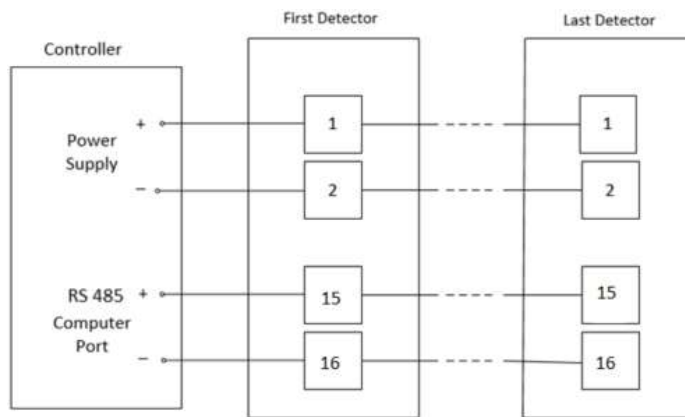 First Detector
Last Detector
Controller
+
1
1
Power
Supply
−
2
2
RS 485
+
15
15
Computer
Port
−
16
16